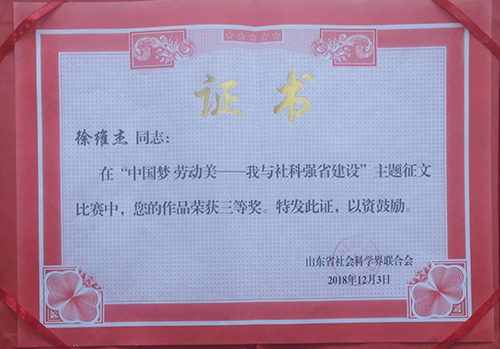 证书
徐维杰 同志：
在“中国梦·劳动美——我与社科强省建设”主题征文
比赛中，您的作品荣获三等奖。特发此证，以资鼓励。
山东省社会科学界联合会
2018年12月3日